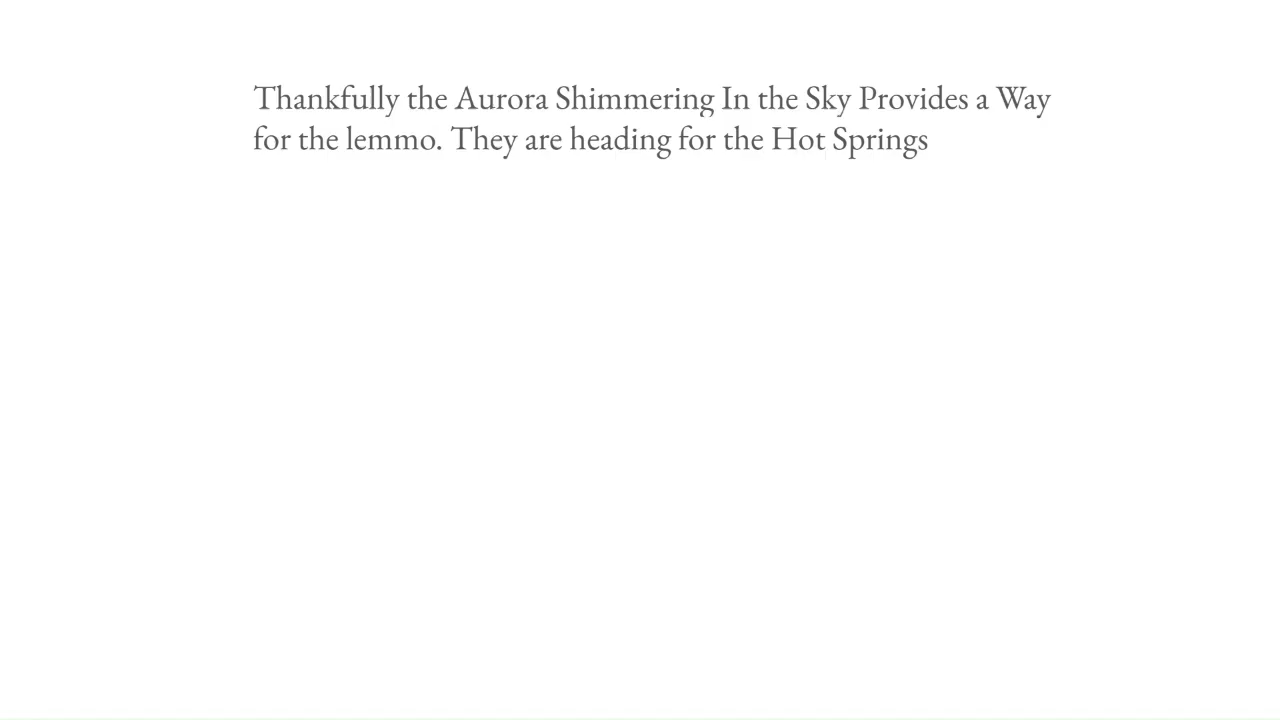 Thankfully the Aurora Shimmering In the Sky Provides a Way
for the lemmo. They are heading for the Hot Springs